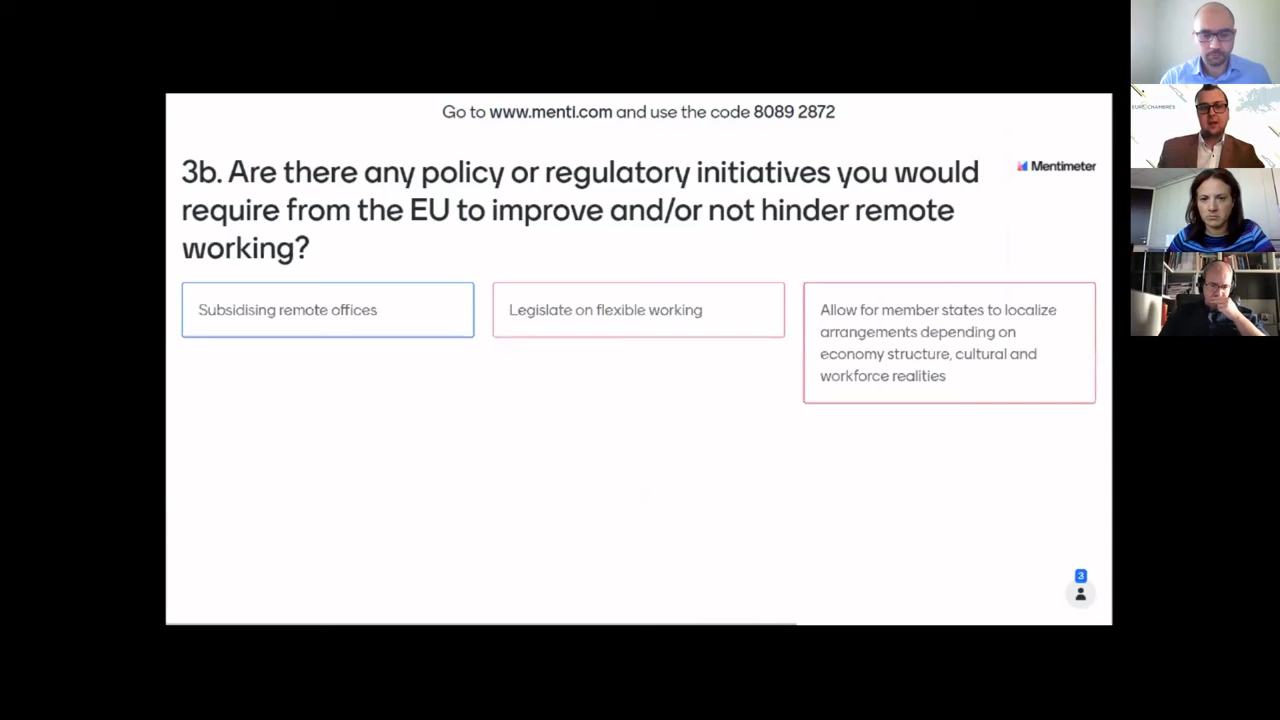 Go to www.menti.com and use the code 8089 2872
3b. Are there any policy or regulatory initiatives you would
require from the EU to improve and/or not hinder remote
working?
Mentimeter
Subsidising remote offices
Legislate on flexible working
Allow for member states to localize
arrangements depending on
economy structure, cultural and
workforce realities
3
EUROCHAMBRES